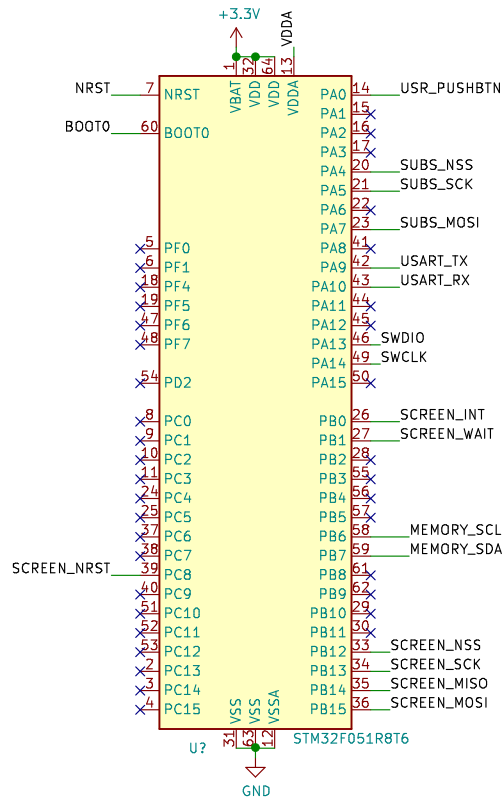 +3.3V
VDDA
1 32 64 13
VBAT VDD VDD VDDA
NRST 7 NRST PA0 14 USR_PUSHBTN
PA1 15
BOOT0 60 BOOT0 PA2 16
PA3 17
PA4 20 SUBS_NSS
PA5 21 SUBS_SCK
PA6 22
PA7 23 SUBS_MOSI
5 PF0 PA8 41
6 PF1 PA9 42 USART_TX
18 PF4 PA10 43 USART_RX
19 PF5 PA11 44
47 PF6 PA12 45
48 PF7 PA13 46 SWDIO
PA14 49 SWCLK
54 PD2 PA15 50
8 PC0 PB0 26 SCREEN_INT
9 PC1 PB1 27 SCREEN_WAIT
10 PC2 PB2 28
11 PC3 PB3 55
24 PC4 PB4 56
25 PC5 PB5 57
37 PC6 PB6 58 MEMORY_SCL
38 PC7 PB7 59 MEMORY_SDA
SCREEN_NRST 39 PC8 PB8 61
40 PC9 PB9 62
51 PC10 PB10 29
52 PC11 PB11 30
53 PC12 PB12 33 SCREEN_NSS
2 PC13 PB13 34 SCREEN_SCK
3 PC14 PB14 35 SCREEN_MISO
4 PC15 PB15 36 SCREEN_MOSI
VSS VSS VSSA
31 63 12
U? STM32F051R8T6
GND